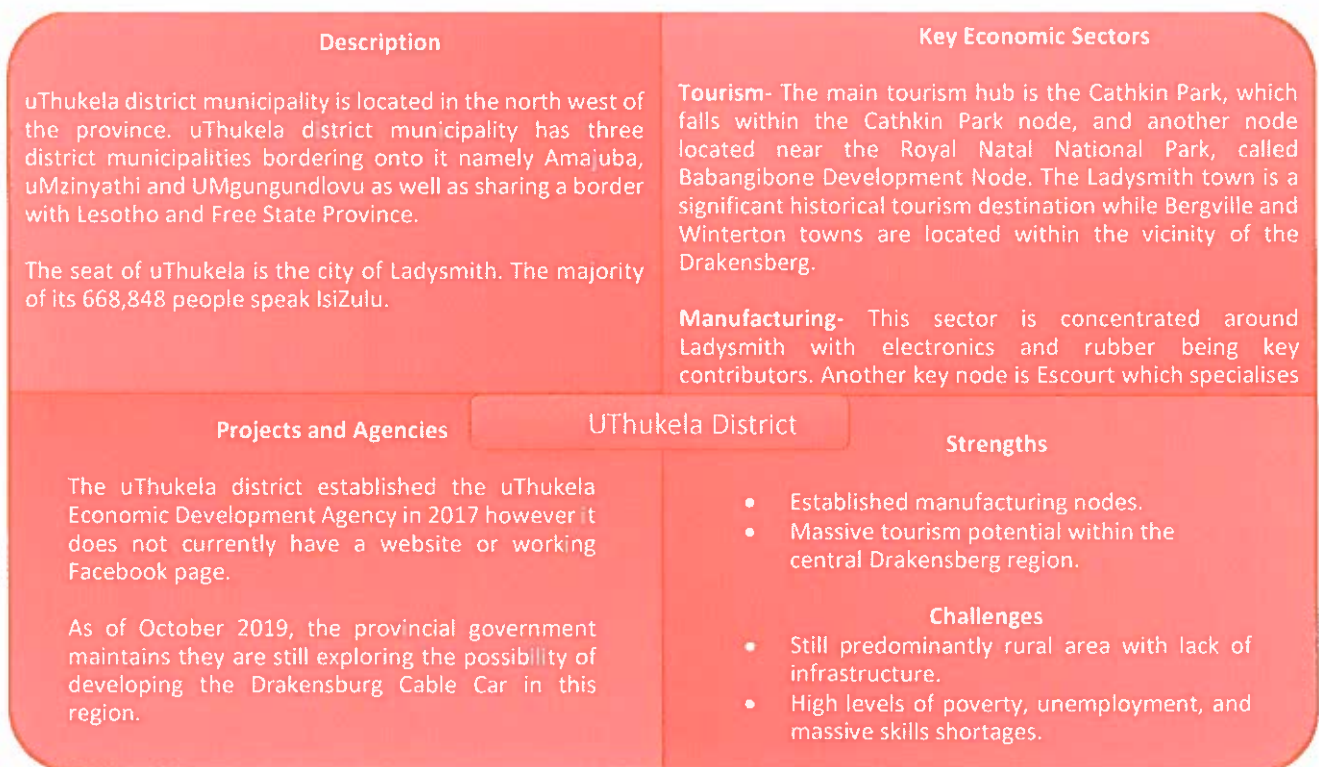 Description
uThukela district municipality is located in the north west of
the province. uThukela district municipality has three
district municipalities bordering onto it namely Amajuba,
uMzinyathi and UMgungundlovu as well as sharing a border
with Lesotho and Free State Province.
The seat of uThukela is the city of Ladysmith. The majority
of its 668,848 people speak IsiZulu.
Key Economic Sectors
Tourism- The main tourism hub is the Cathkin Park, which
falls within the Cathkin Park node, and another node
located near the Royal Natal National Park, called
Babangibone Development Node. The Ladysmith town is a
significant historical tourism destination while Bergville and
Winterton towns are located within the vicinity of the
Drakensberg.
Manufacturing- This sector is concentrated around
Ladysmith with electronics and rubber being key
contributors. Another key node is Escourt which specialises
UThukela District
Projects and Agencies
The uThukela district established the uThukela
Economic Development Agency in 2017 however it
does not currently have a website or working
Facebook page.
As of October 2019, the provincial government
maintains they are still exploring the possibility of
developing the Drakensburg Cable Car in this
region.
Strengths
• Established manufacturing nodes.
• Massive tourism potential within the
central Drakensberg region.
Challenges
• Still predominantly rural area with lack of
infrastructure.
• High levels of poverty, unemployment, and
massive skills shortages.